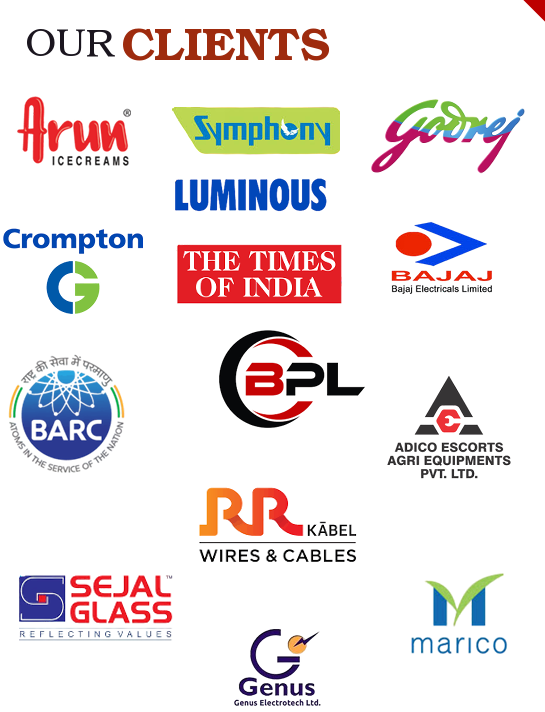 OUR CLIENTS
Arun®
ICECREAMS
Symphony
Godrej
LUMINOUS
Crompton
THE TIMES
OF INDIA
BAJAJ
Bajaj Electricals Limited
BPL
राष्ट्र की सेवा में परमाणु
BARC
ATOMS IN THE SERVICE OF THE NATION
ADICO ESCORTS
AGRI EQUIPMENTS
PVT. LTD.
RR KĀBEL
WIRES & CABLES
SEJAL™
GLASS
REFLECTING VALUES
marico
Genus
Genus Electrotech Ltd.